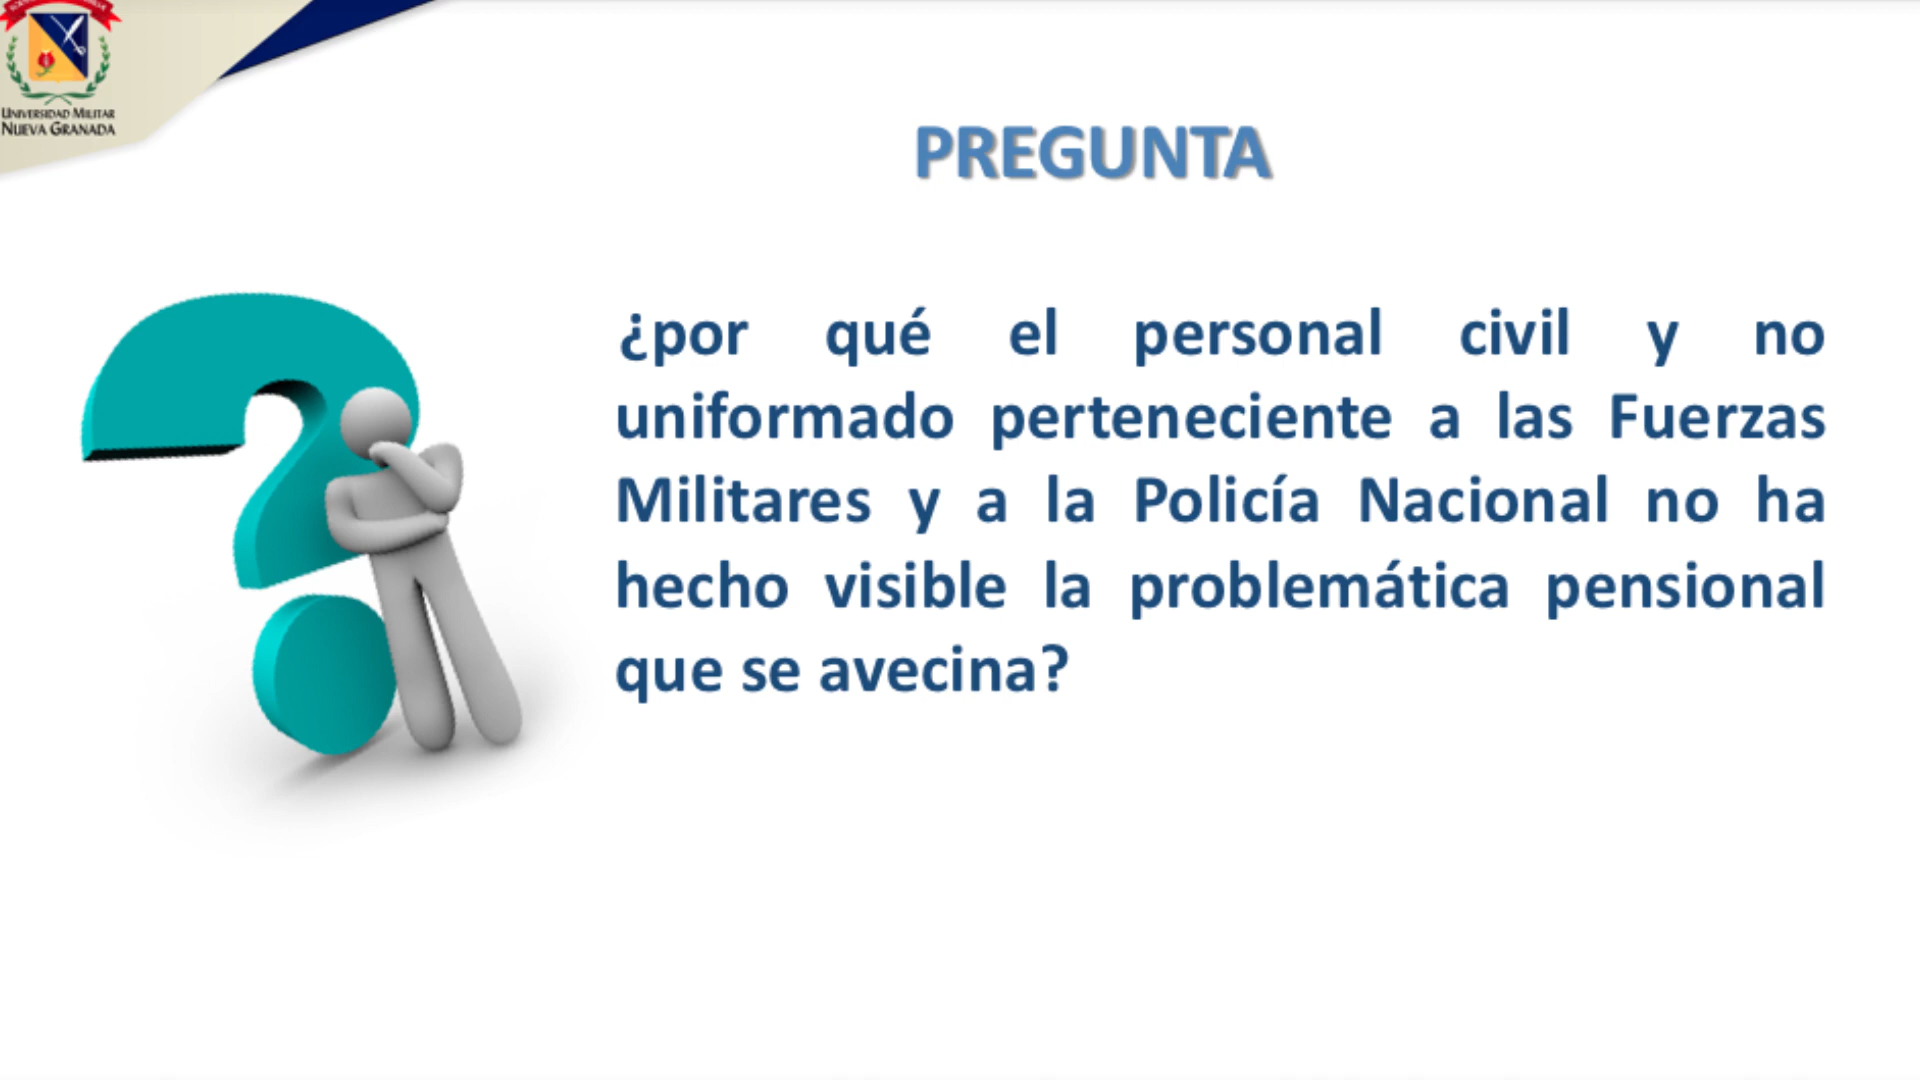 UNIVERSIDAD MILITAR
NUEVA GRANADA
PREGUNTA
¿por qué el personal civil y no
uniformado perteneciente a las Fuerzas
Militares y a la Policía Nacional no ha
hecho visible la problemática pensional
que se avecina?